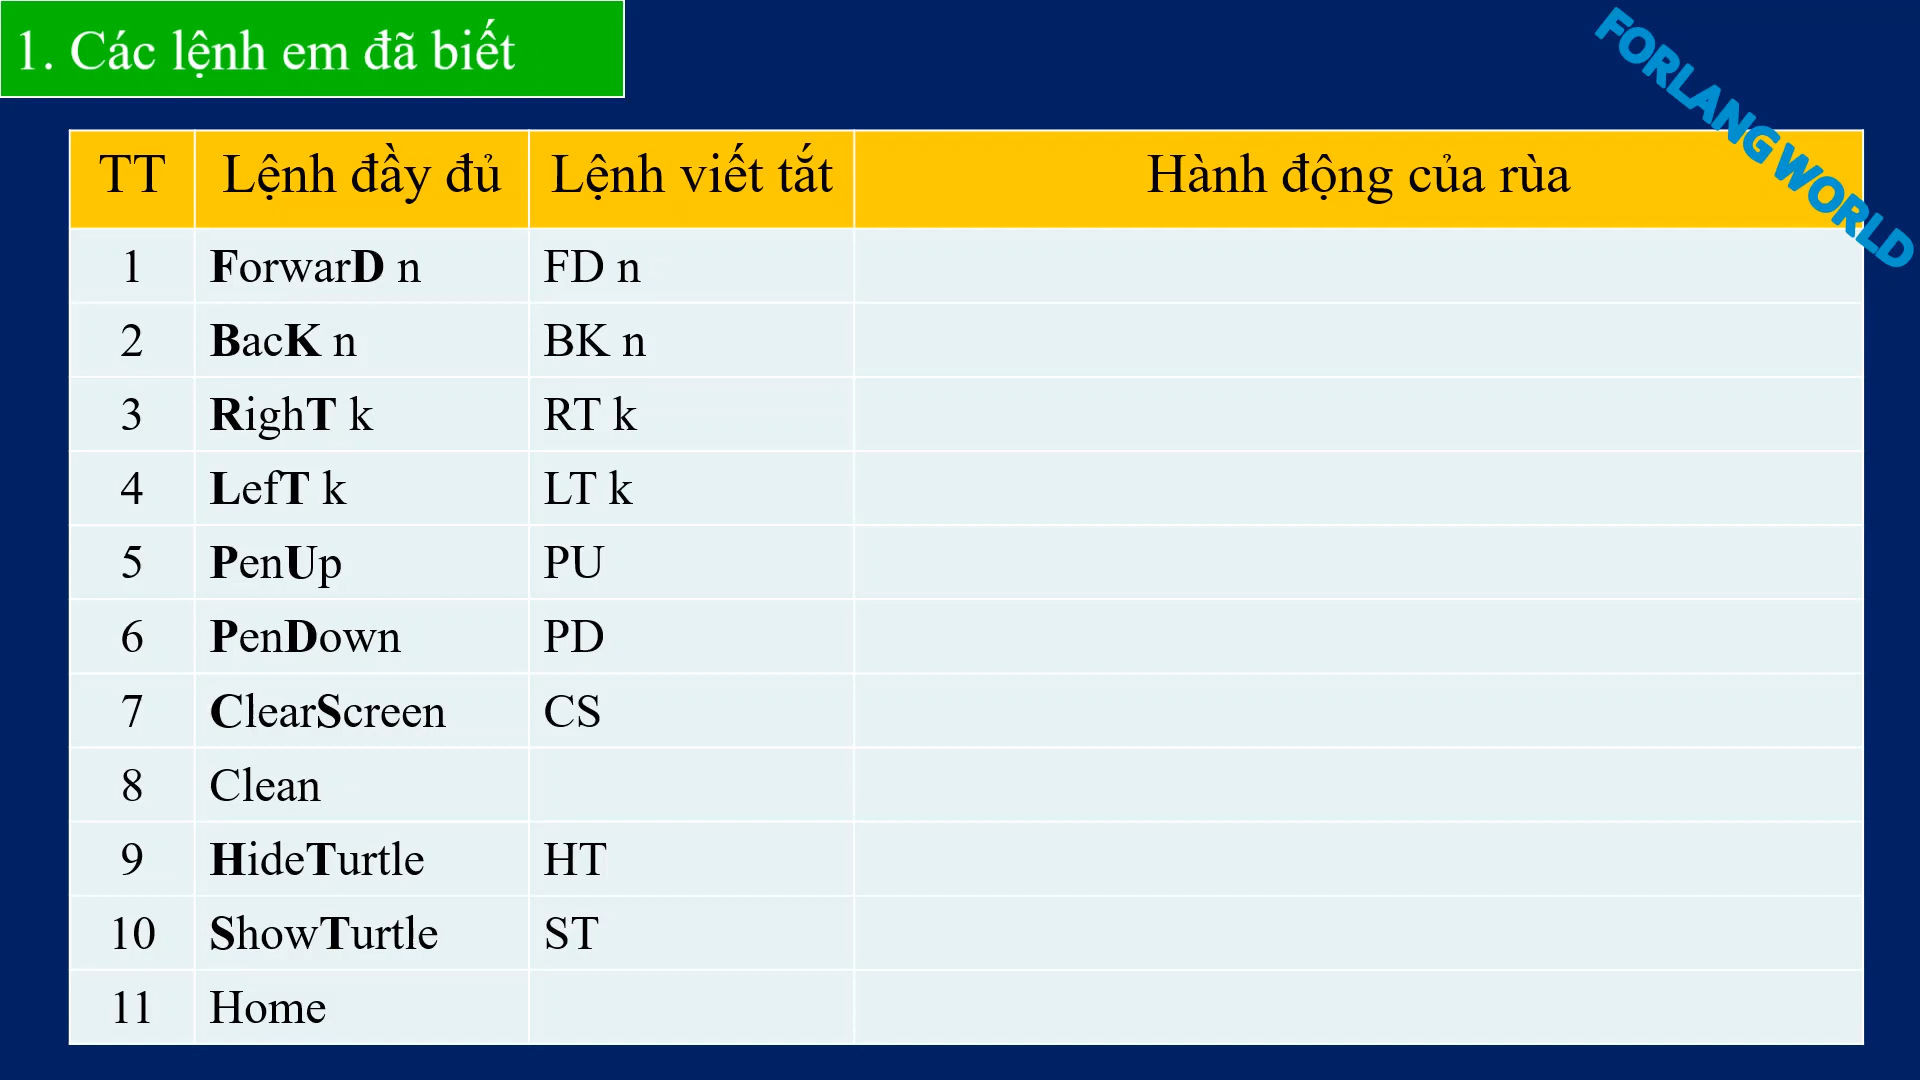 1. Các lệnh em đã biết
FORLANG WORLD
TT Lệnh đầy đủ Lệnh viết tắt Hành động của rùa
1 ForwarD n FD n
2 BacK n BK n
3 RighT k RT k
4 LefT k LT k
5 PenUp PU
6 PenDown PD
7 ClearScreen CS
8 Clean
9 HideTurtle HT
10 ShowTurtle ST
11 Home